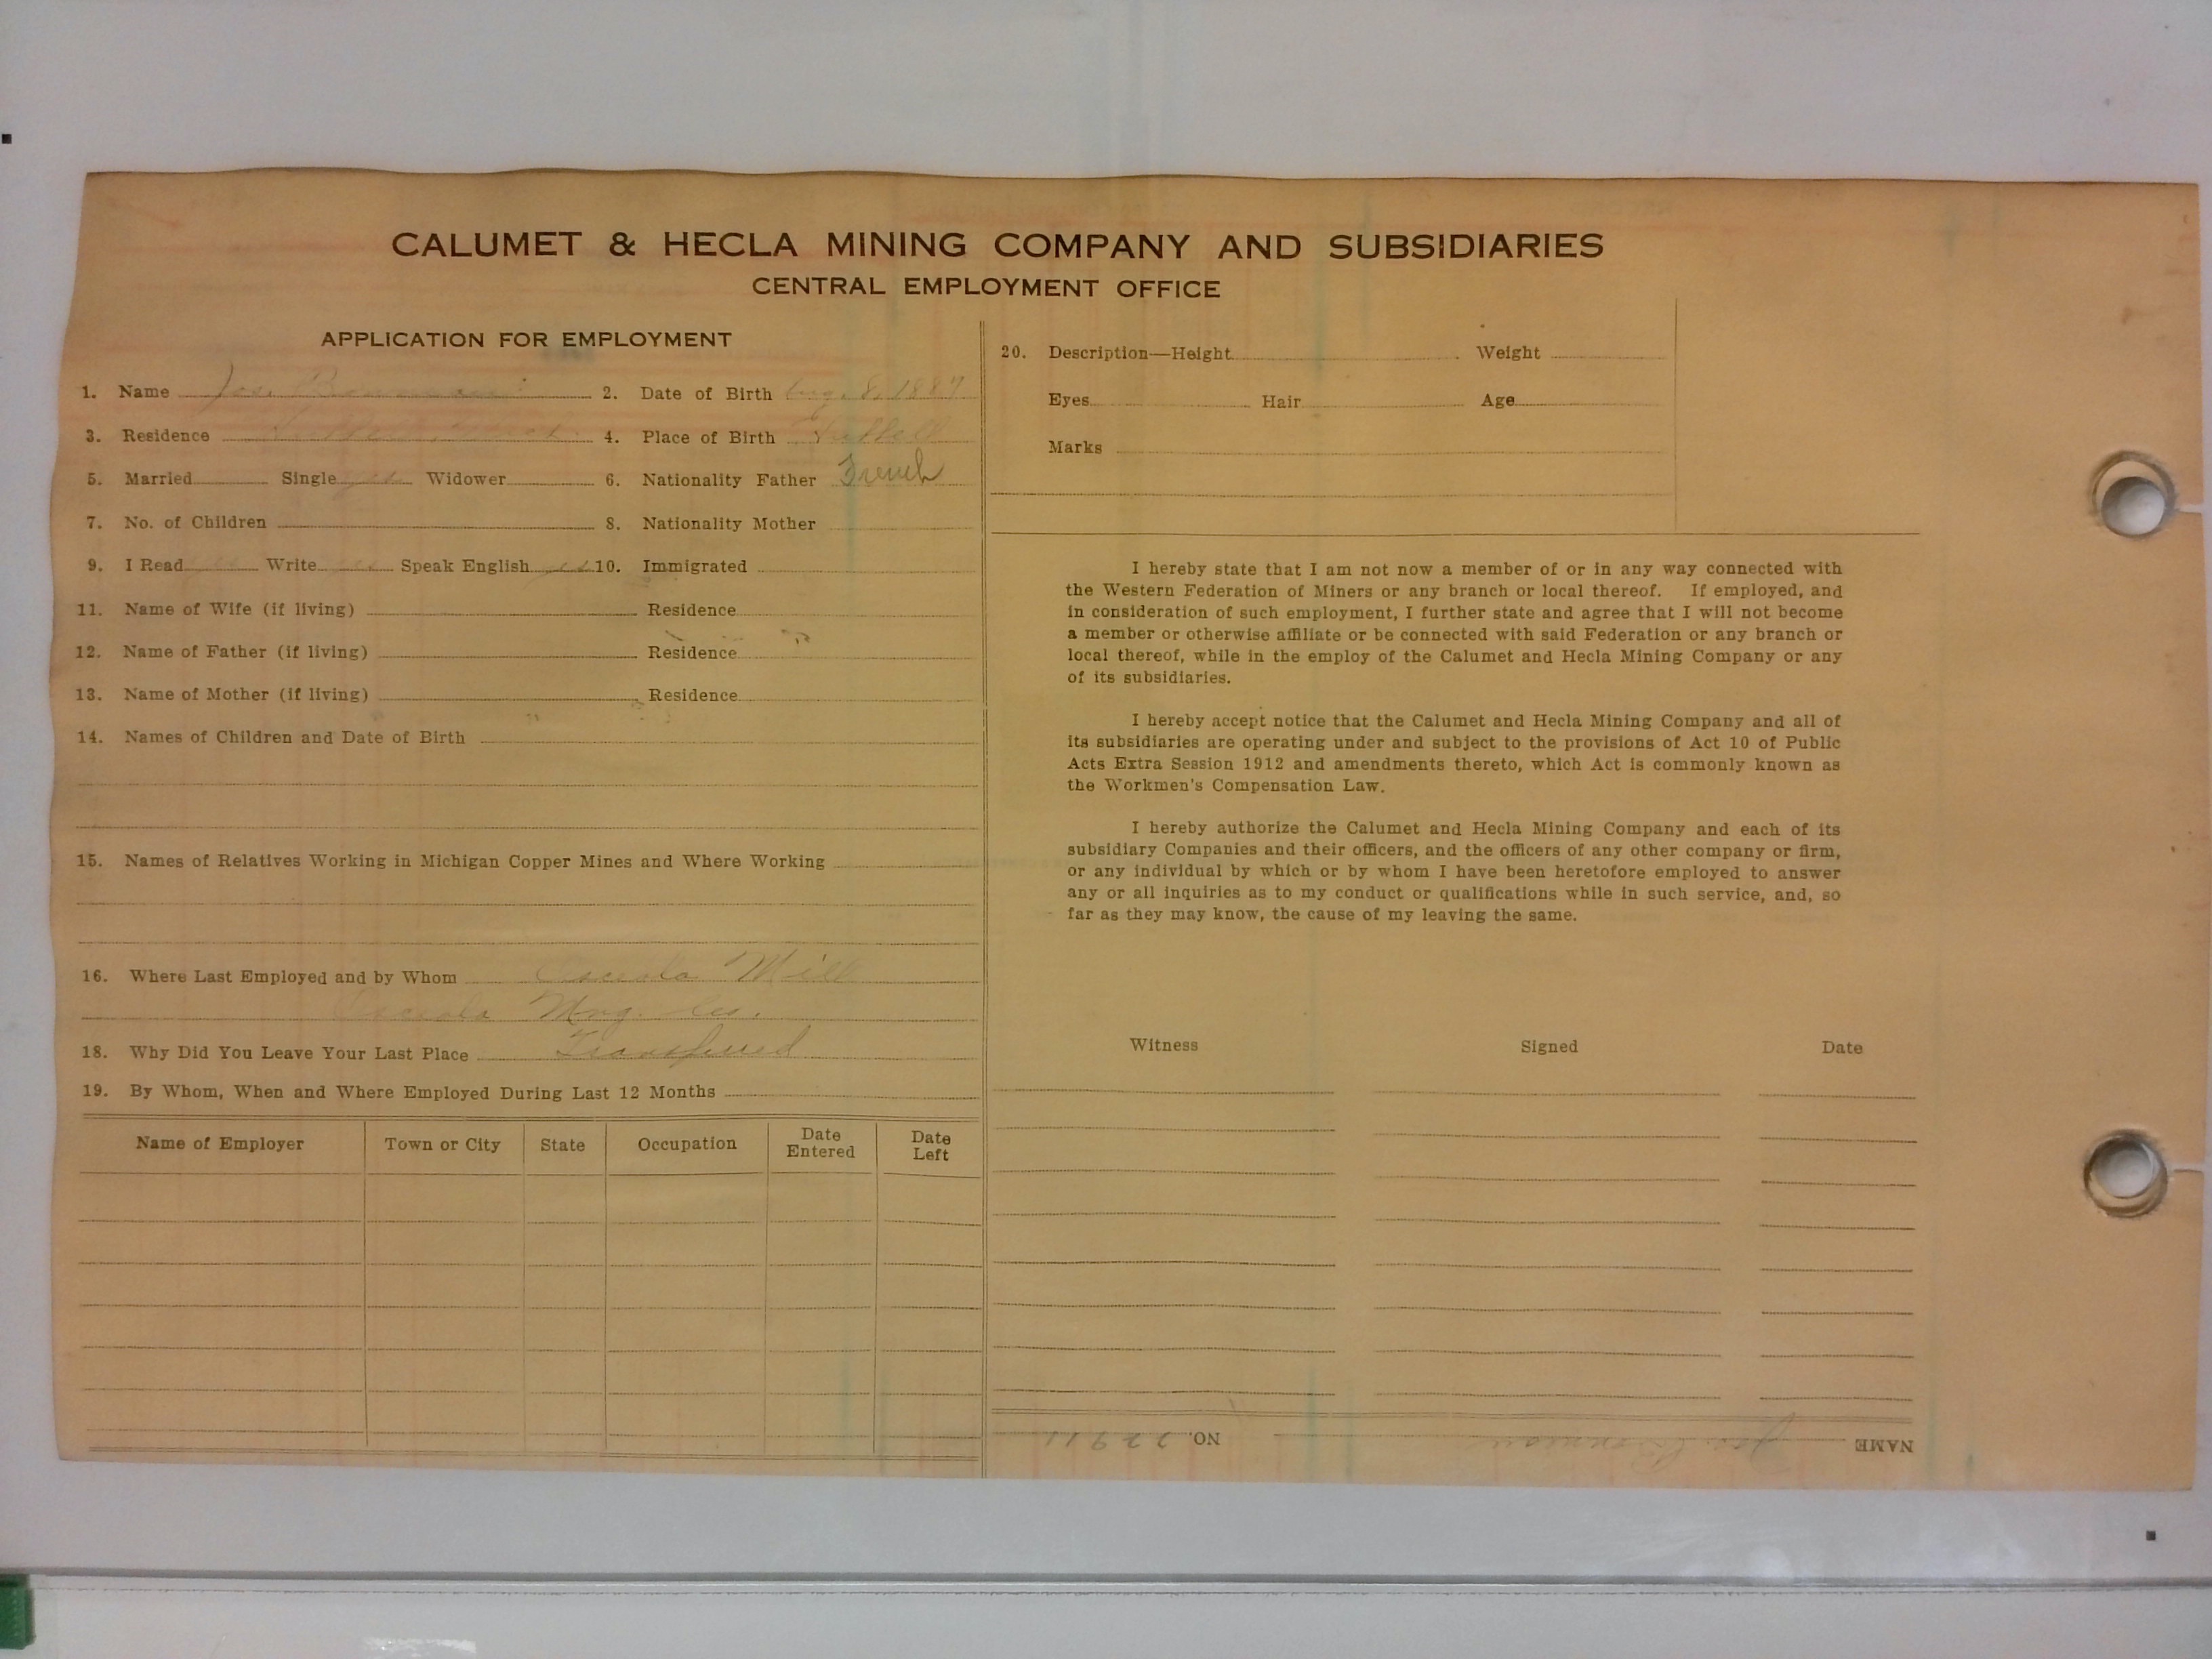 CALUMET & HECLA MINING COMPANY AND SUBSIDIARIES
CENTRAL EMPLOYMENT OFFICE
APPLICATION FOR EMPLOYMENT
1. Name Jos. 2. Date of Birth Aug. 8, 1887
3. Residence 4. Place of Birth
5. Married Single yes Widower 6. Nationality Father French
7. No. of Children 8. Nationality Mother
9. I Read yes Write yes Speak English yes 10. Immigrated
11. Name of Wife (if living) Residence
12. Name of Father (if living) Residence
13. Name of Mother (if living) Residence
14. Names of Children and Date of Birth
15. Names of Relatives Working in Michigan Copper Mines and Where Working
16. Where Last Employed and by Whom Osceola Mill
Osceola Mng. Co.
18. Why Did You Leave Your Last Place Transferred
19. By Whom, When and Where Employed During Last 12 Months
Name of Employer Town or City State Occupation Date Entered Date Left
20. Description—Height Weight
Eyes Hair Age
Marks
I hereby state that I am not now a member of or in any way connected with
the Western Federation of Miners or any branch or local thereof. If employed, and
in consideration of such employment, I further state and agree that I will not become
a member or otherwise affiliate or be connected with said Federation or any branch or
local thereof, while in the employ of the Calumet and Hecla Mining Company or any
of its subsidiaries.
I hereby accept notice that the Calumet and Hecla Mining Company and all of
its subsidiaries are operating under and subject to the provisions of Act 10 of Public
Acts Extra Session 1912 and amendments thereto, which Act is commonly known as
the Workmen's Compensation Law.
I hereby authorize the Calumet and Hecla Mining Company and each of its
subsidiary Companies and their officers, and the officers of any other company or firm,
or any individual by which or by whom I have been heretofore employed to answer
any or all inquiries as to my conduct or qualifications while in such service, and, so
far as they may know, the cause of my leaving the same.
Witness Signed Date
NAME Jos. NO. 22911